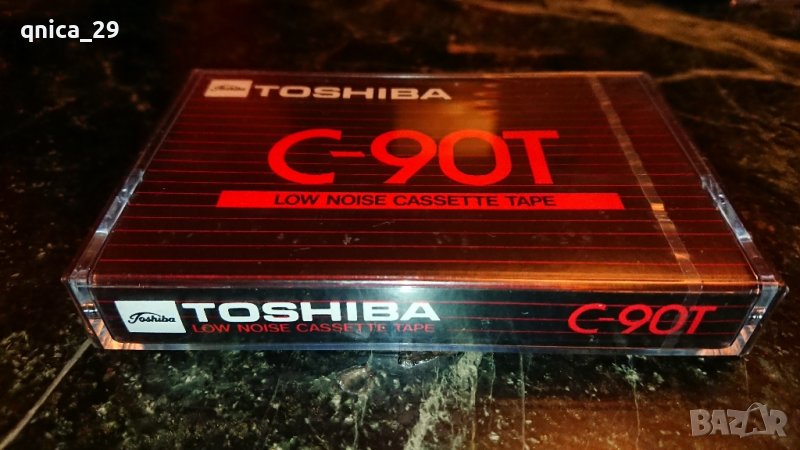 qnica_29
Toshiba TOSHIBA
C-90T
LOW NOISE CASSETTE TAPE
Toshiba TOSHIBA
LOW NOISE CASSETTE TAPE
C-90T
BAZAR